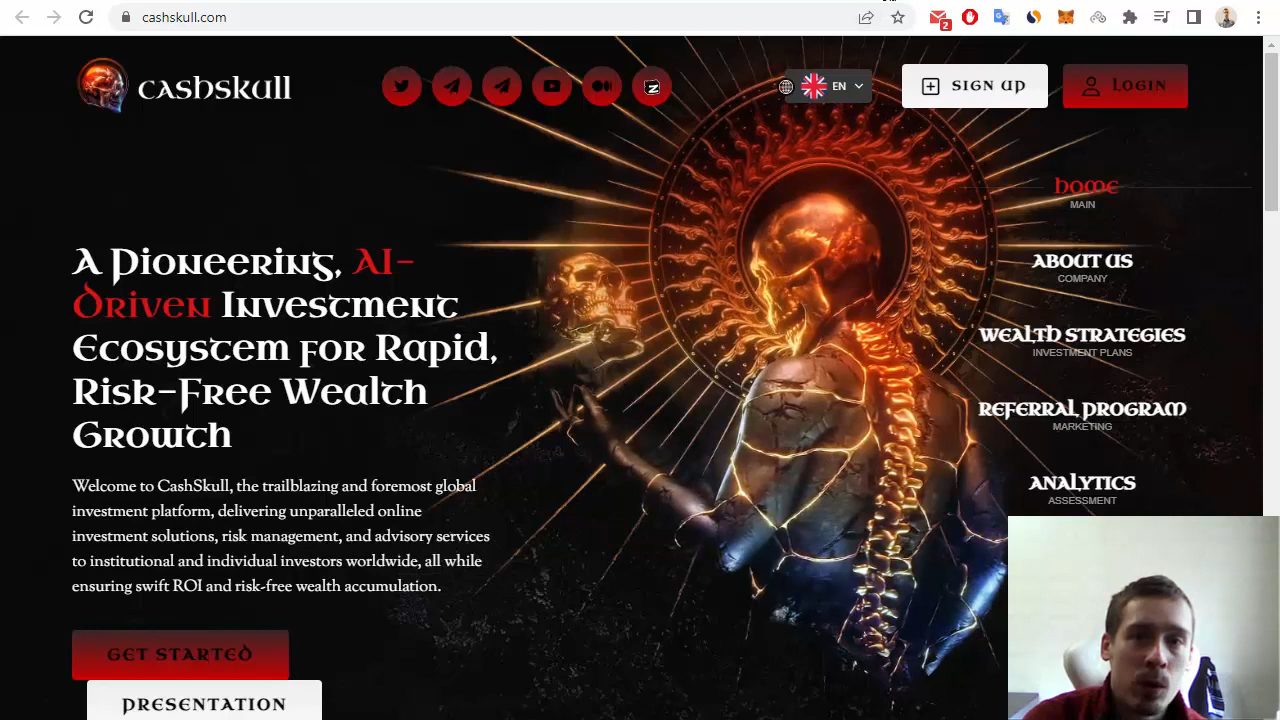 cashskull.com
2
cashskull
EN
SIGN UP
LOGIN
HOME
MAIN
A Pioneering, AI-
Driven Investment
Ecosystem for Rapid,
Risk-Free Wealth
Growth
ABOUT US
COMPANY
WEALTH STRATEGIES
INVESTMENT PLANS
REFERRAL PROGRAM
MARKETING
ANALYTICS
ASSESSMENT
Welcome to CashSkull, the trailblazing and foremost global
investment platform, delivering unparalleled online
investment solutions, risk management, and advisory services
to institutional and individual investors worldwide, all while
ensuring swift ROI and risk-free wealth accumulation.
GET STARTED
PRESENTATION